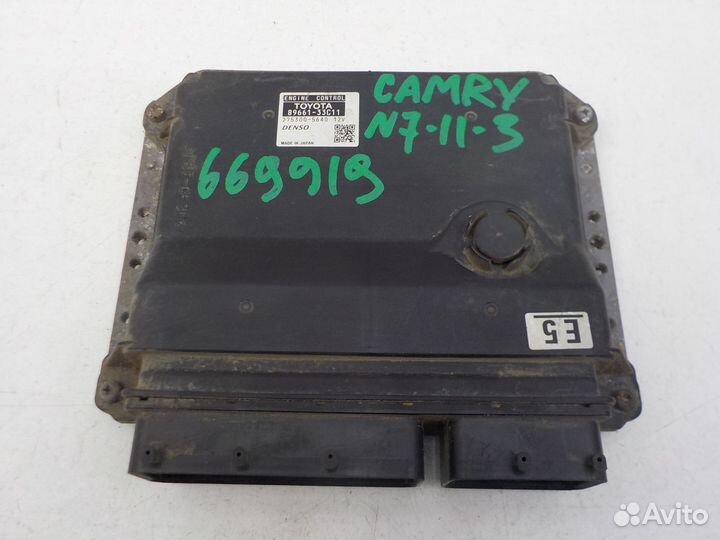 ENGINE CONTROL
TOYOTA
89661-33C11
275300-5640 12V
DENSO
MADE IN JAPAN
CAMRY
N7-11-3
669919
E5
Avito